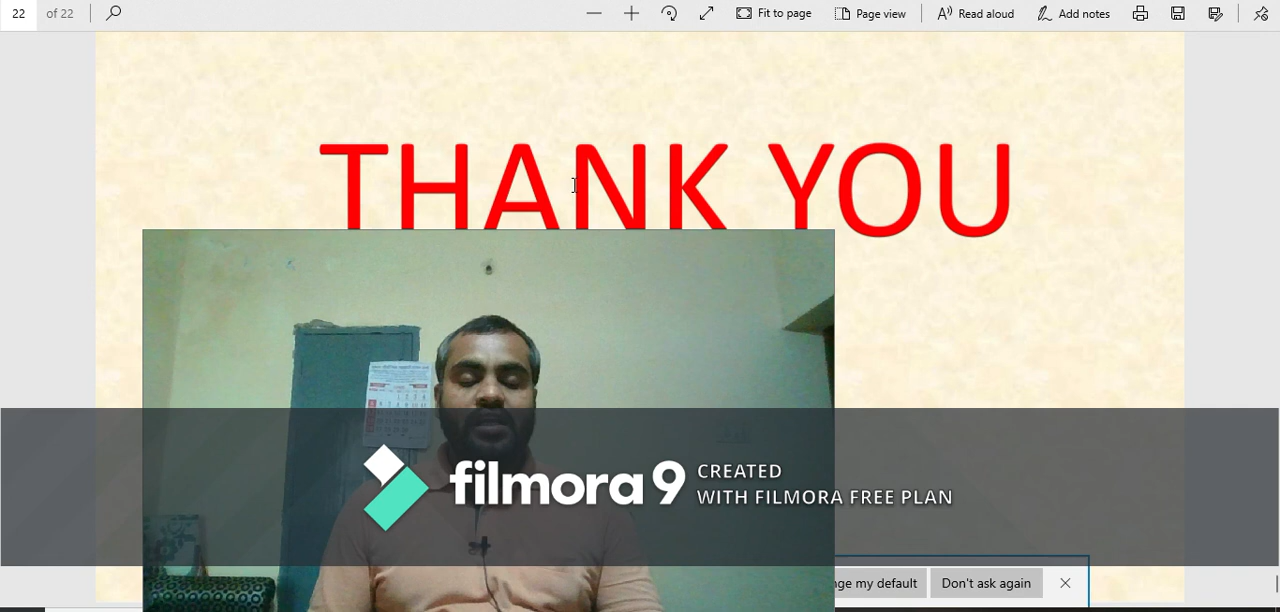 22 of 22
Fit to page
Page view
Read aloud
Add notes
THANK YOU
filmora 9
CREATED
WITH FILMORA FREE PLAN
nge my default
Don't ask again